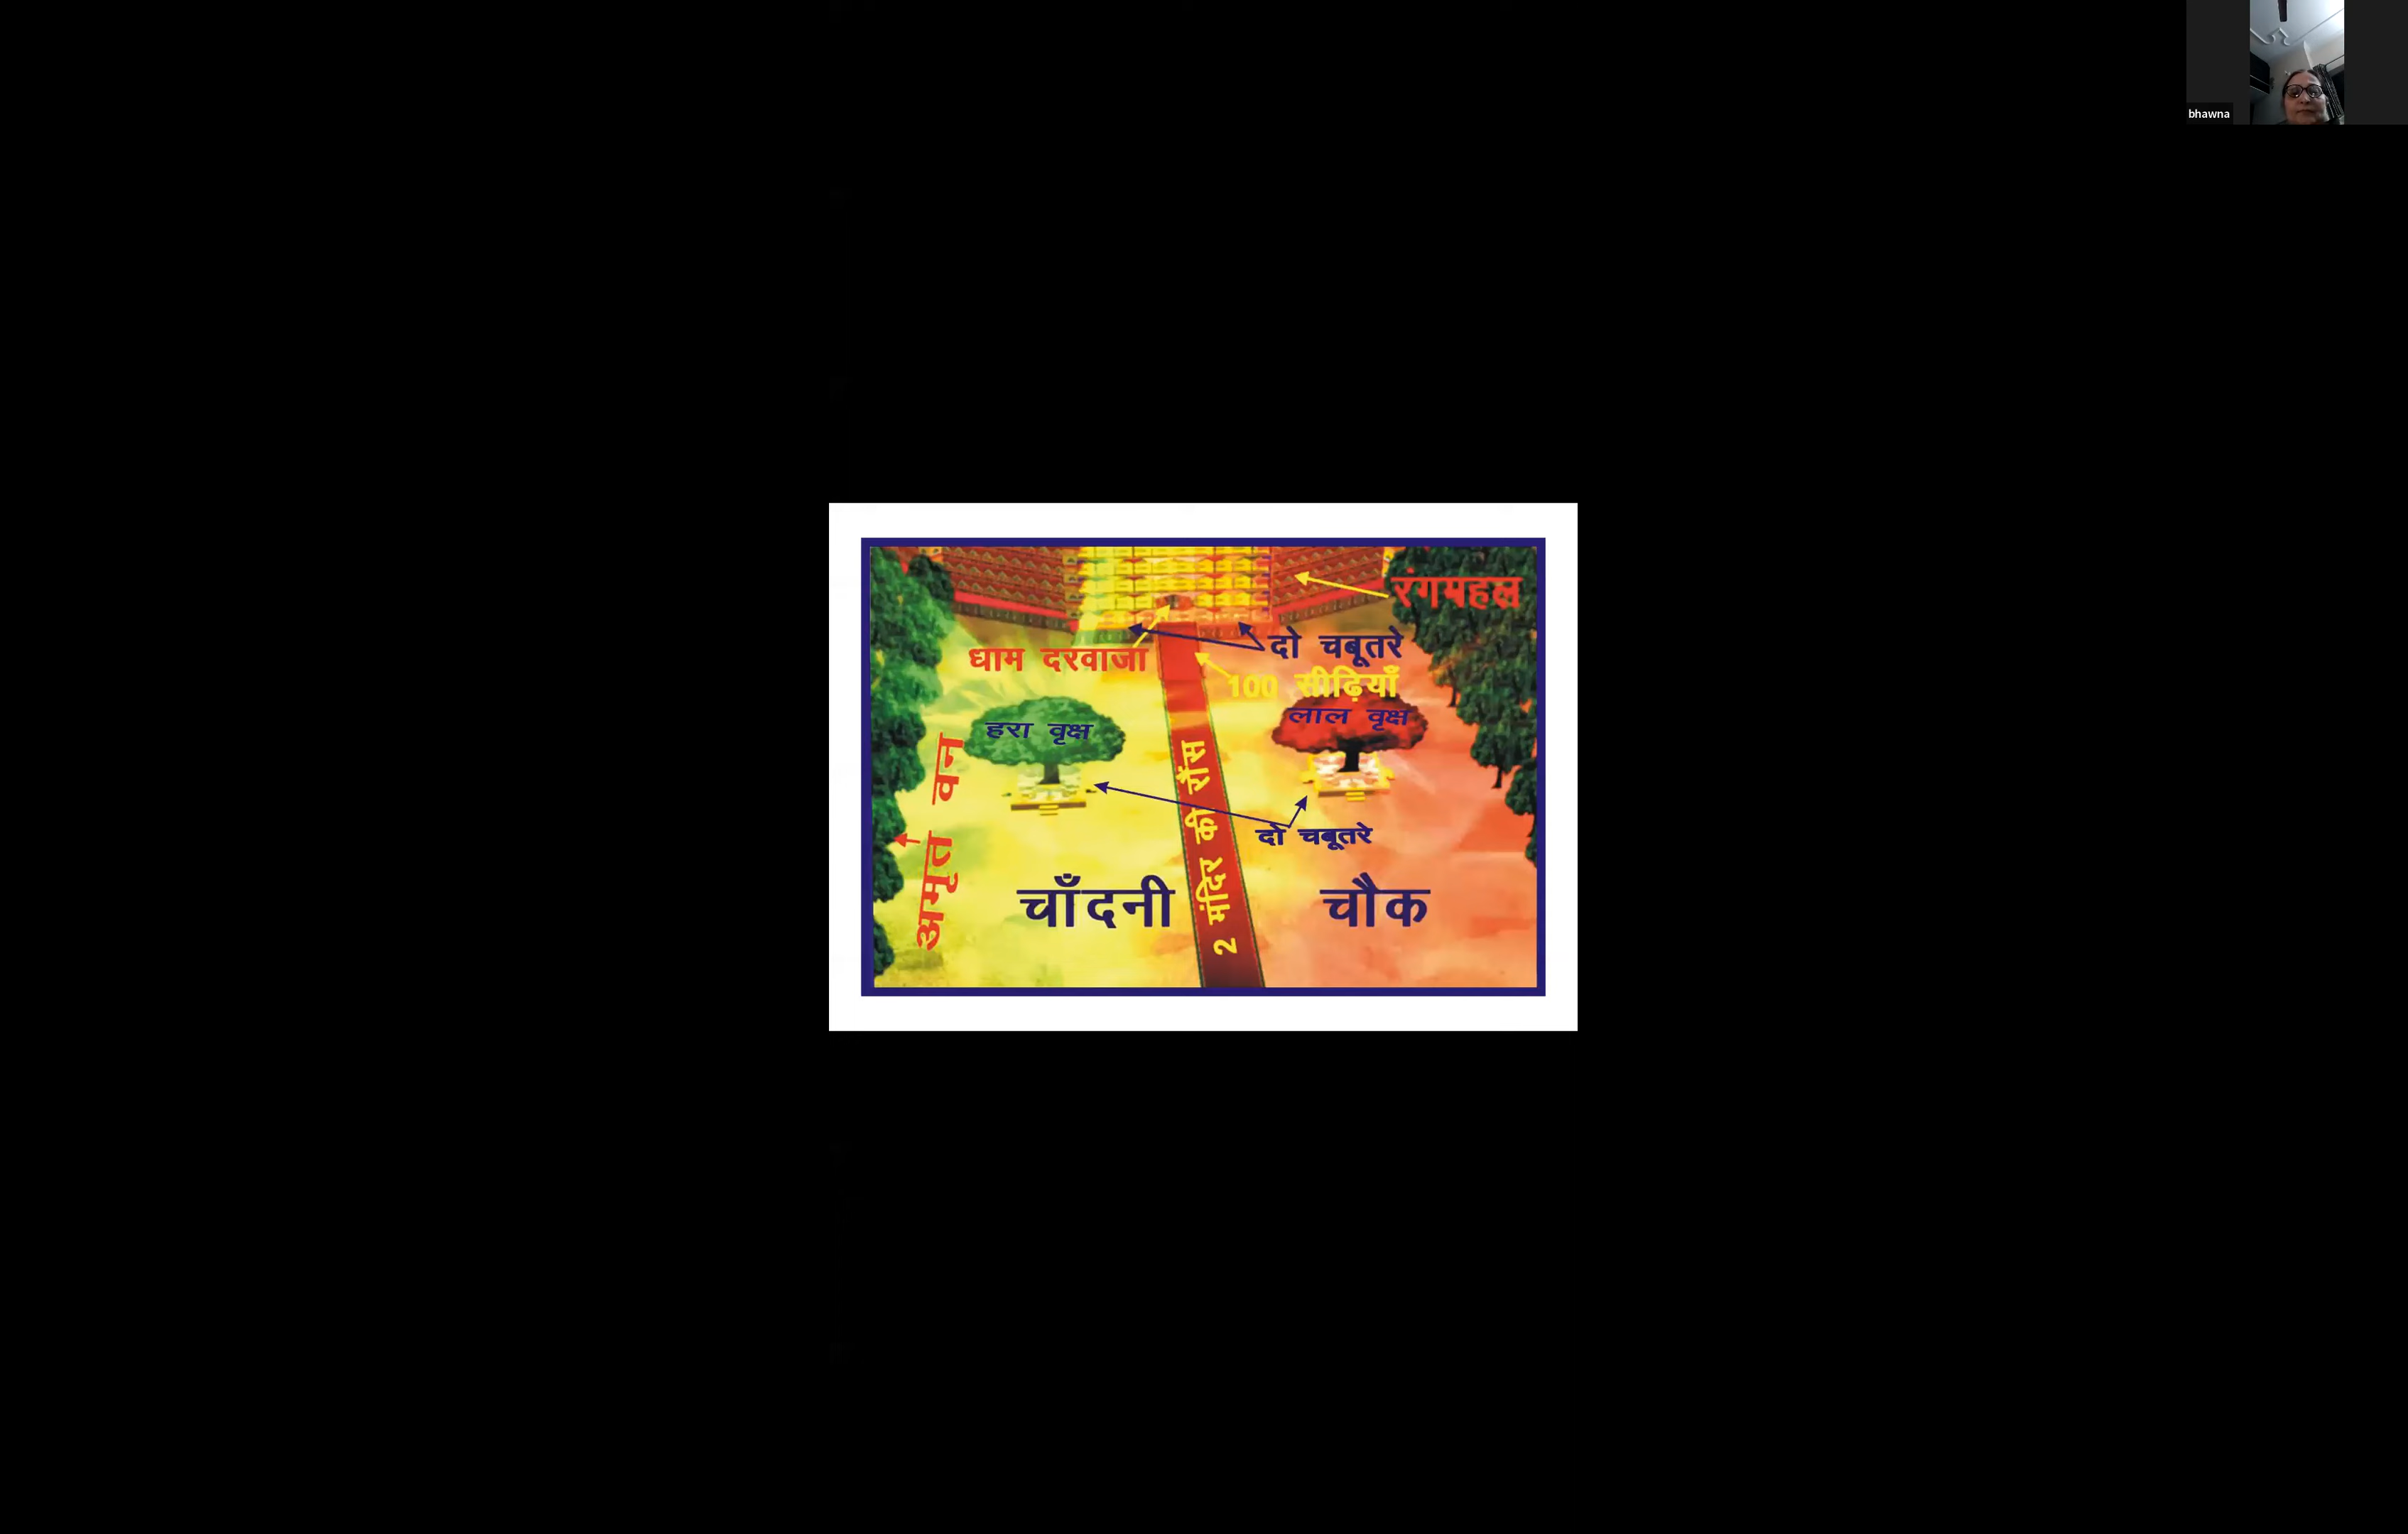 bhawna
रंगमहल
दो चबूतरे
धाम दरवाजा
100 सीढ़ियाँ
हरा वृक्ष
लाल वृक्ष
अमृत वन
2 मंदिर की रौंस
दो चबूतरे
चाँदनी चौक